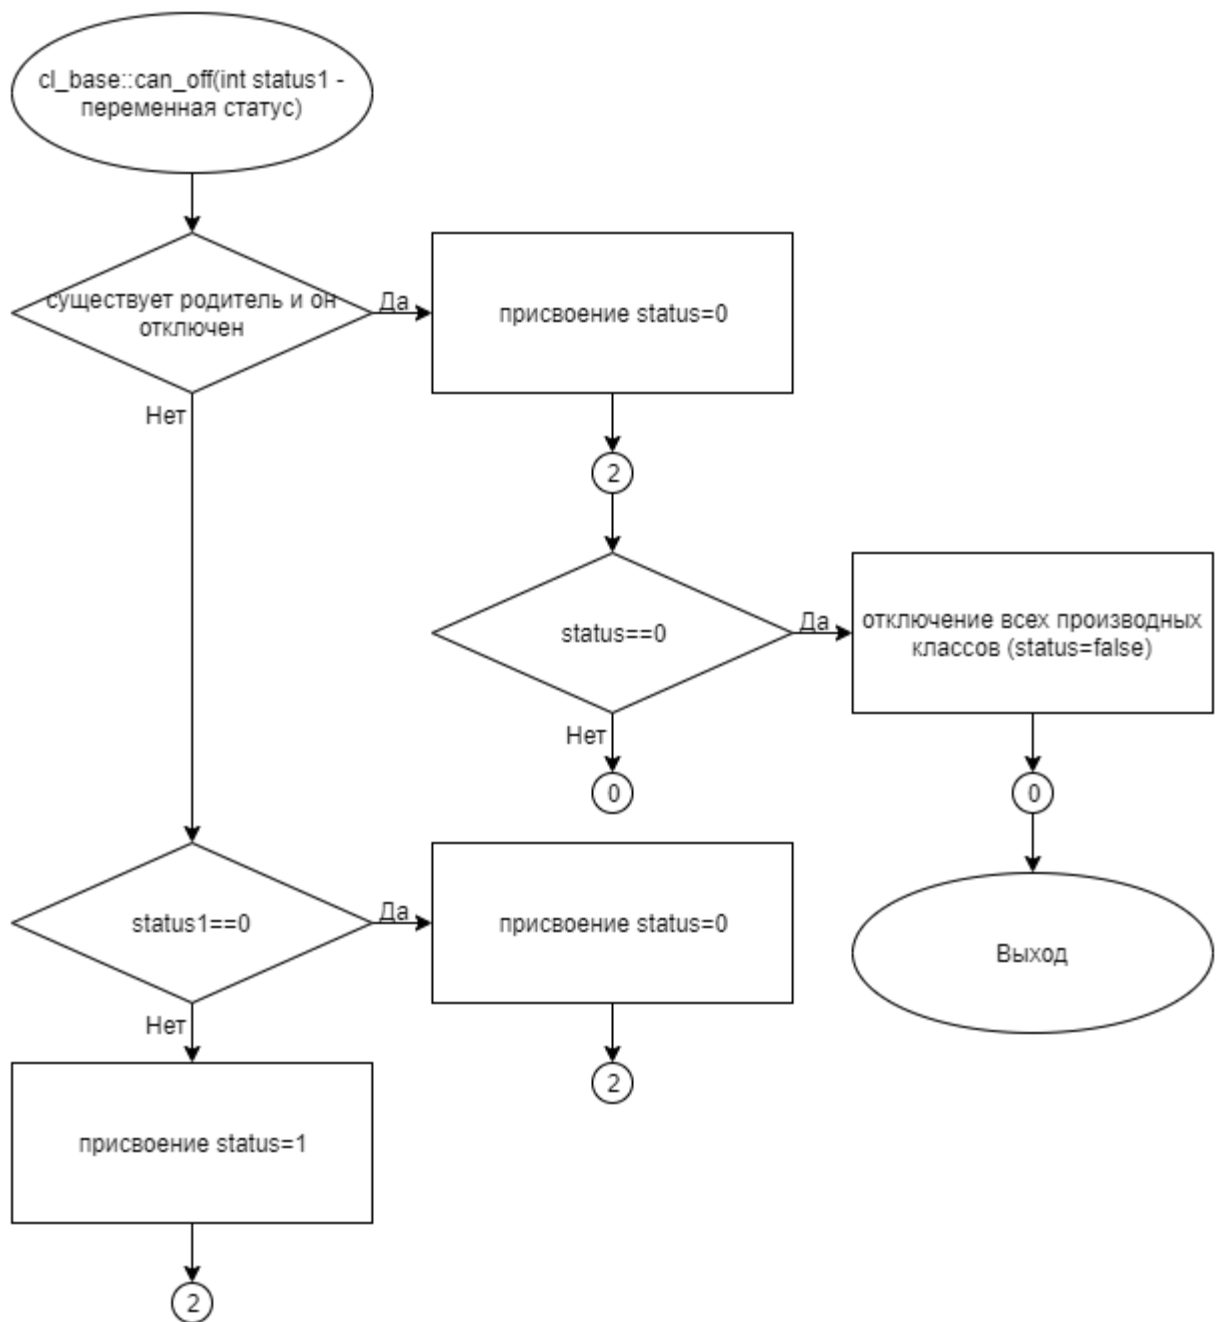 cl_base::can_off(int status1 -
переменная статус)
существует родитель и он
отключен
Да
присвоение status=0
Нет
2
status==0
Да
отключение всех производных
классов (status=false)
Нет
0
0
status1==0
Да
присвоение status=0
Выход
Нет
2
присвоение status=1
2